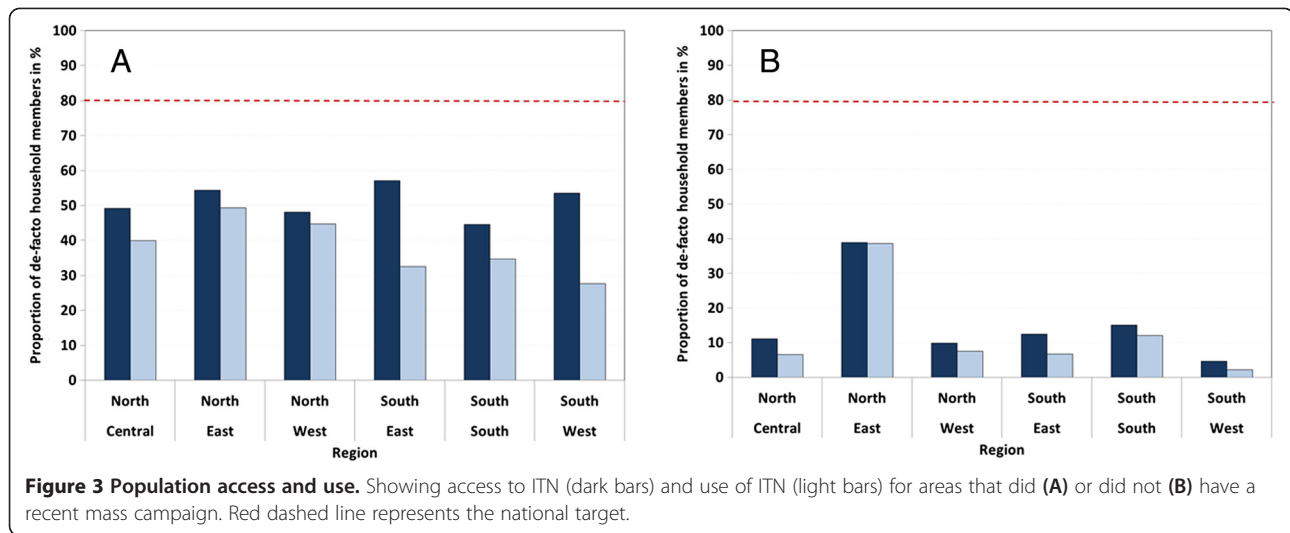 A
Proportion of de-facto household members in %
100
90
80
70
60
50
40
30
20
10
0
North North North South South South
Central East West East South West
Region
B
Proportion of de-facto household members in %
100
90
80
70
60
50
40
30
20
10
0
North North North South South South
Central East West East South West
Region
Figure 3 Population access and use. Showing access to ITN (dark bars) and use of ITN (light bars) for areas that did (A) or did not (B) have a
recent mass campaign. Red dashed line represents the national target.